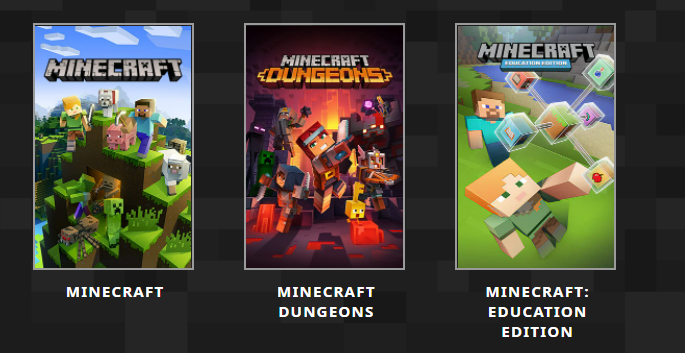 MINECRAFT
MINECRAFT
DUNGEONS
MINECRAFT
EDUCATION EDITION
MINECRAFT
MINECRAFT
DUNGEONS
MINECRAFT:
EDUCATION
EDITION